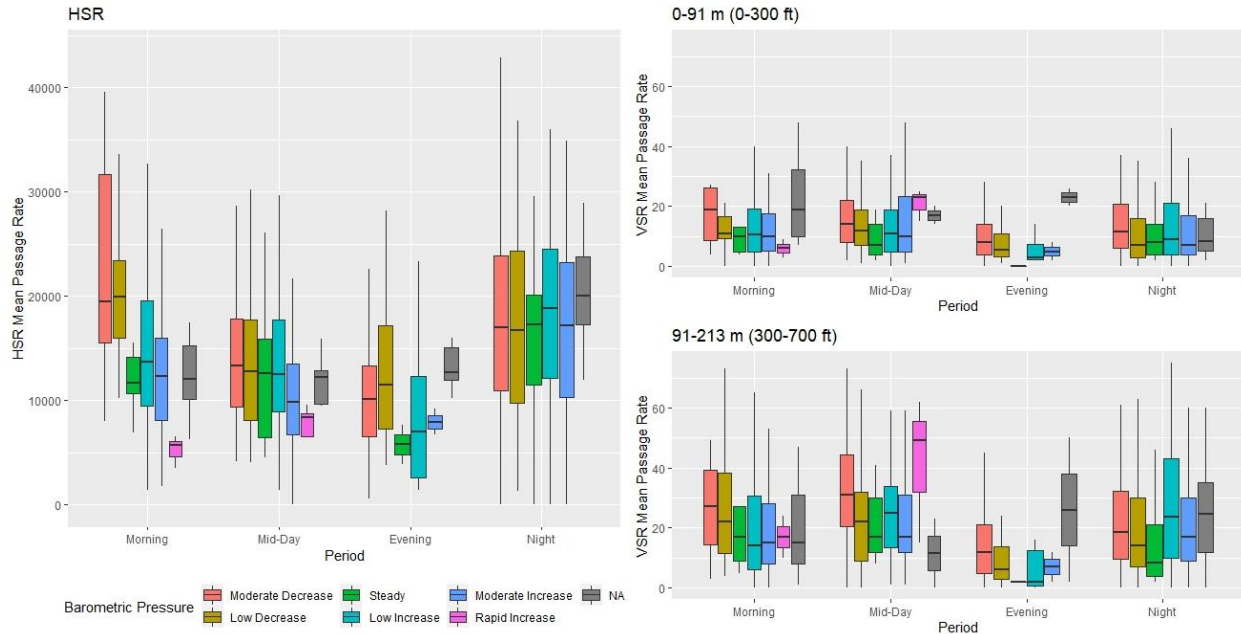 HSR
HSR Mean Passage Rate
40000
30000
20000
10000
0
Morning
Mid-Day
Evening
Night
Period
Barometric Pressure
Moderate Decrease
Steady
Moderate Increase
NA
Low Decrease
Low Increase
Rapid Increase
0-91 m (0-300 ft)
VSR Mean Passage Rate
60
40
20
0
Morning
Mid-Day
Evening
Night
Period
91-213 m (300-700 ft)
VSR Mean Passage Rate
60
40
20
0
Morning
Mid-Day
Evening
Night
Period